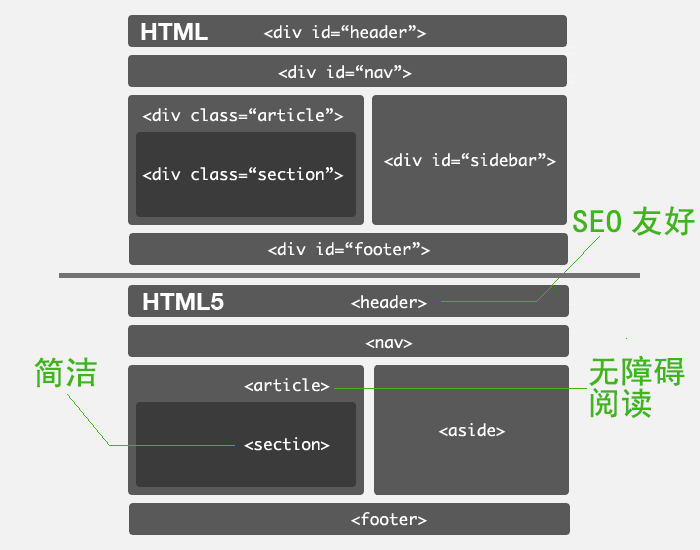 HTML <div id=“header”>
<div id=“nav”>
<div class=“article”>
<div class=“section”>
<div id=“sidebar”>
<div id=“footer”>
SEO 友好
HTML5 <header>
<nav>
简洁
<article>
<section>
<aside>
无障碍
阅读
<footer>